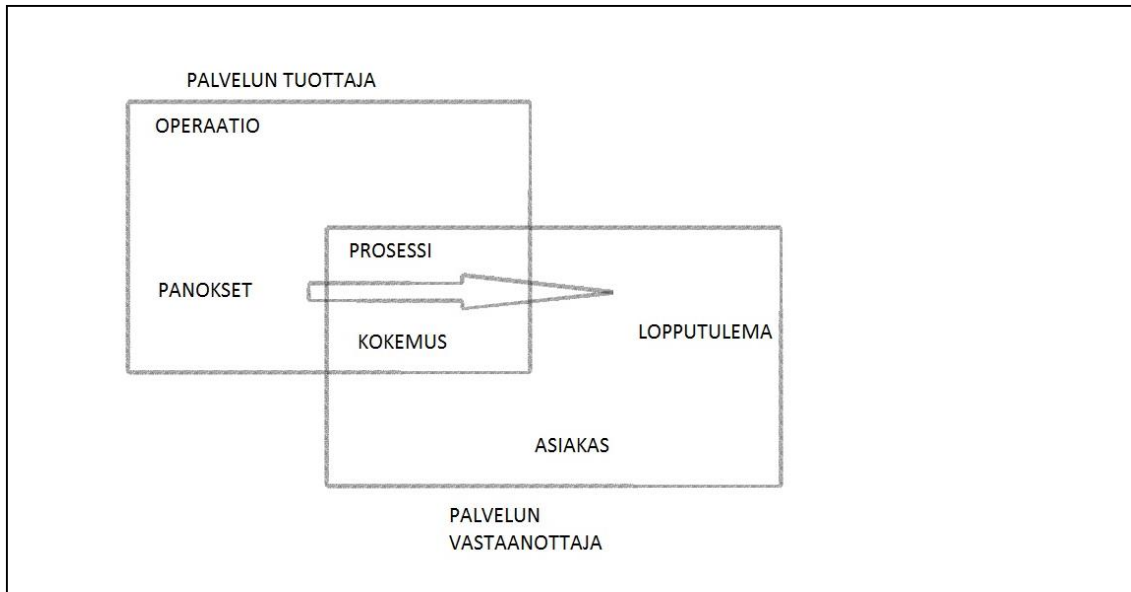 PALVELUN TUOTTAJA
OPERAATIO
PROSESSI
PANOKSET
KOKEMUS
LOPPUTULEMA
ASIAKAS
PALVELUN
VASTAANOTTAJA